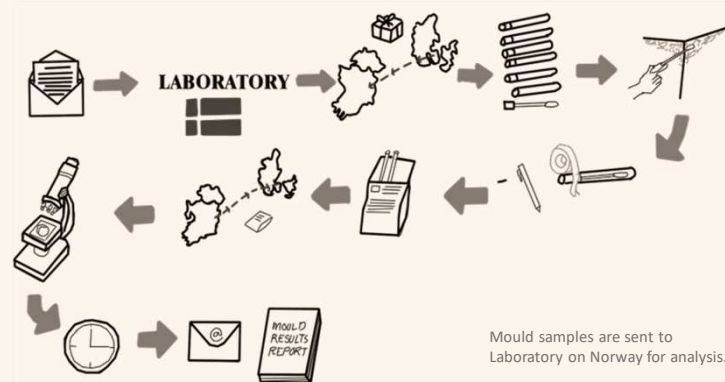 LABORATORY
@
MOULD
RESULTS
REPORT
Mould samples are sent to
Laboratory on Norway for analysis.